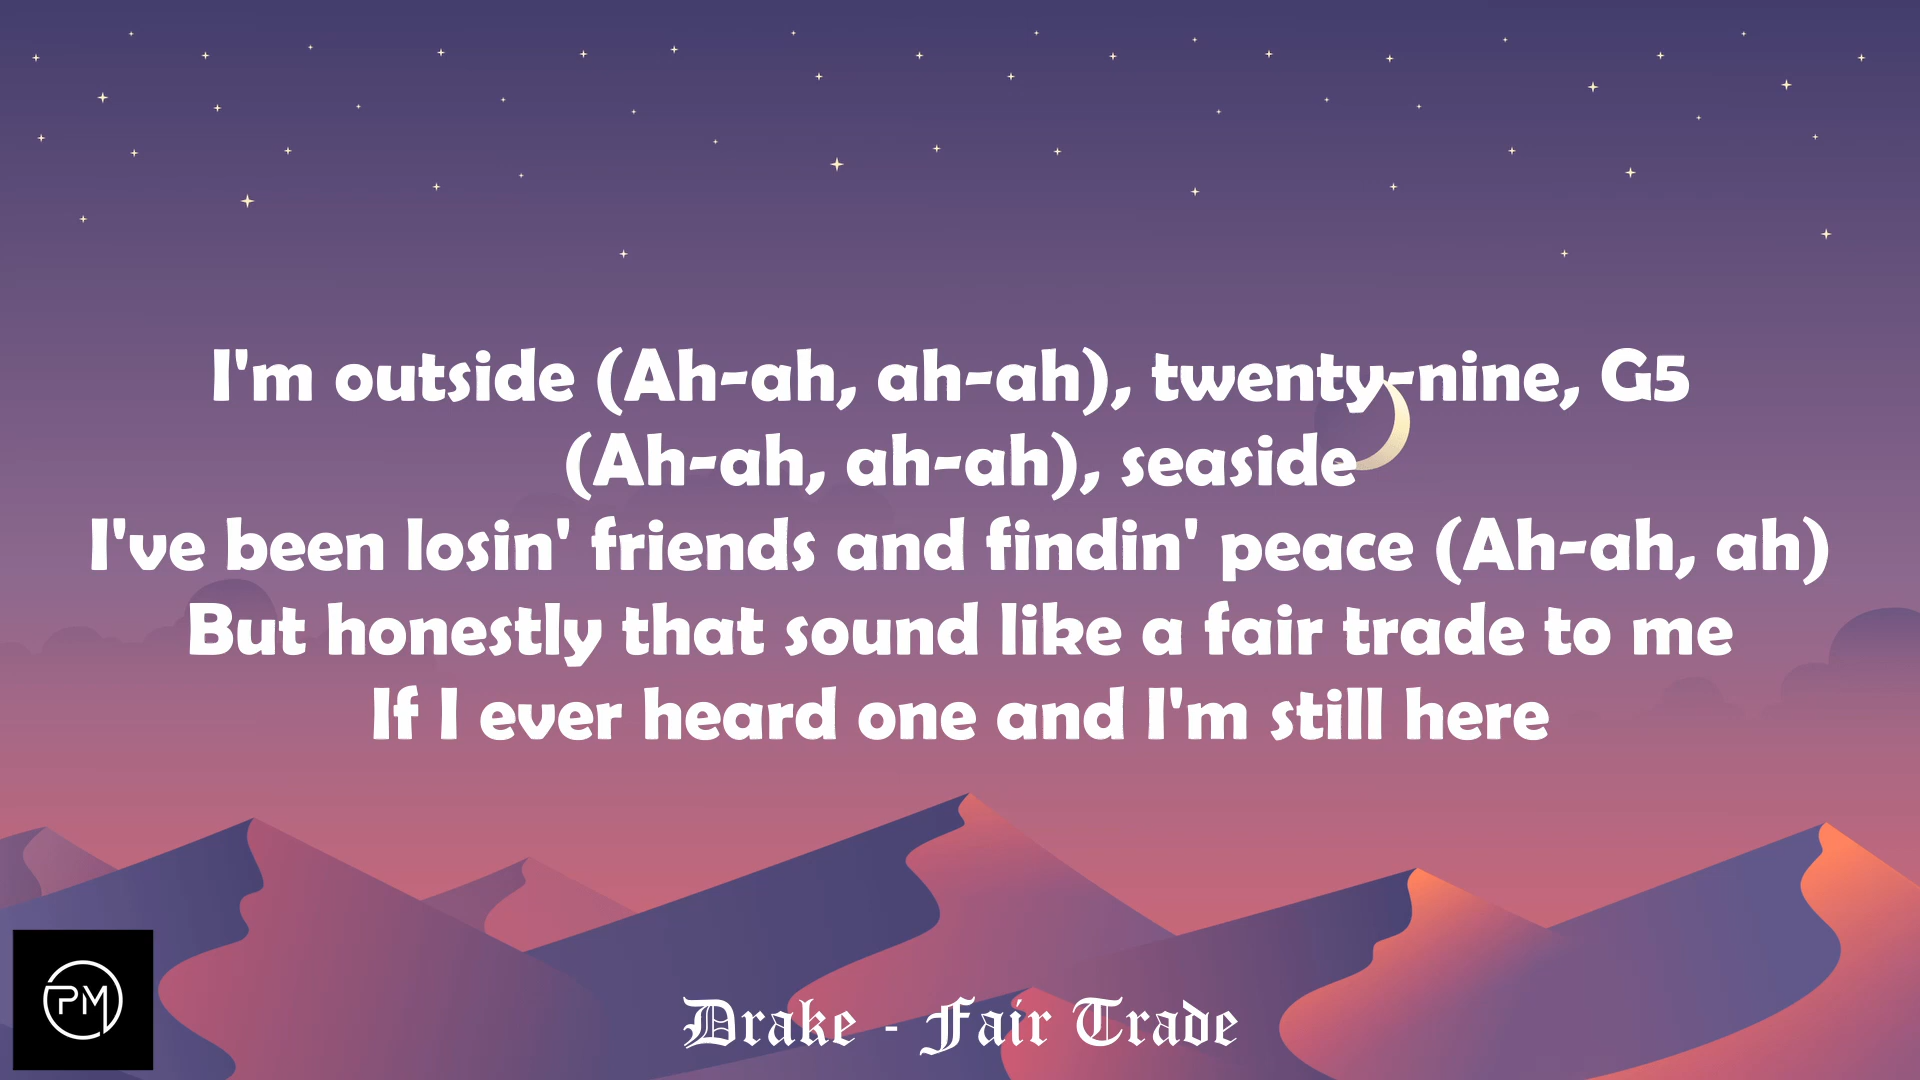 I'm outside (Ah-ah, ah-ah), twenty-nine, G5
(Ah-ah, ah-ah), seaside
I've been losin' friends and findin' peace (Ah-ah, ah)
But honestly that sound like a fair trade to me
If I ever heard one and I'm still here
PM
Drake - Fair Trade